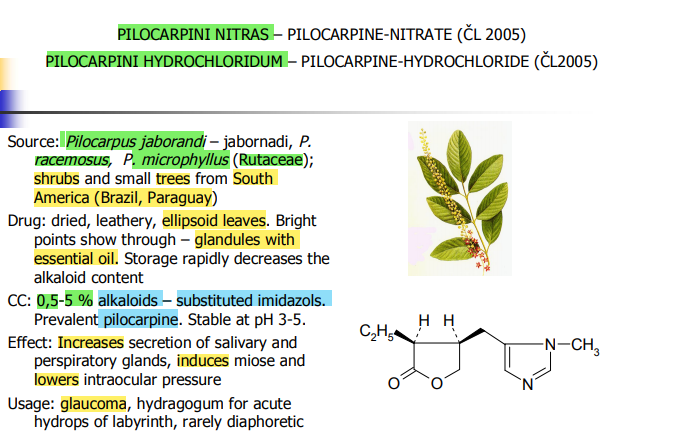 PILOCARPINI NITRAS – PILOCARPINE-NITRATE (ČL 2005)
PILOCARPINI HYDROCHLORIDUM – PILOCARPINE-HYDROCHLORIDE (ČL2005)
Source: Pilocarpus jaborandi – jabornadi, P.
racemosus, P. microphyllus (Rutaceae);
shrubs and small trees from South
America (Brazil, Paraguay)
Drug: dried, leathery, ellipsoid leaves. Bright
points show through – glandules with
essential oil. Storage rapidly decreases the
alkaloid content
CC: 0,5-5 % alkaloids – substituted imidazols.
Prevalent pilocarpine. Stable at pH 3-5.
Effect: Increases secretion of salivary and
perspiratory glands, induces miose and
lowers intraocular pressure
Usage: glaucoma, hydragogum for acute
hydrops of labyrinth, rarely diaphoretic
H H
C2H5
N CH3
O O N